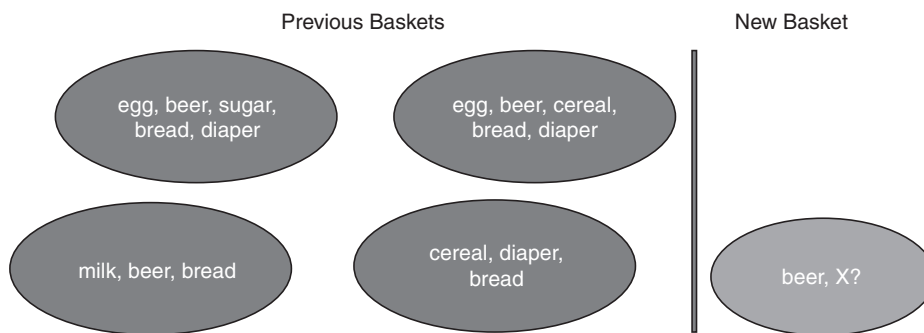 Previous Baskets
New Basket
egg, beer, sugar,
bread, diaper
egg, beer, cereal,
bread, diaper
milk, beer, bread
cereal, diaper,
bread
beer, X?